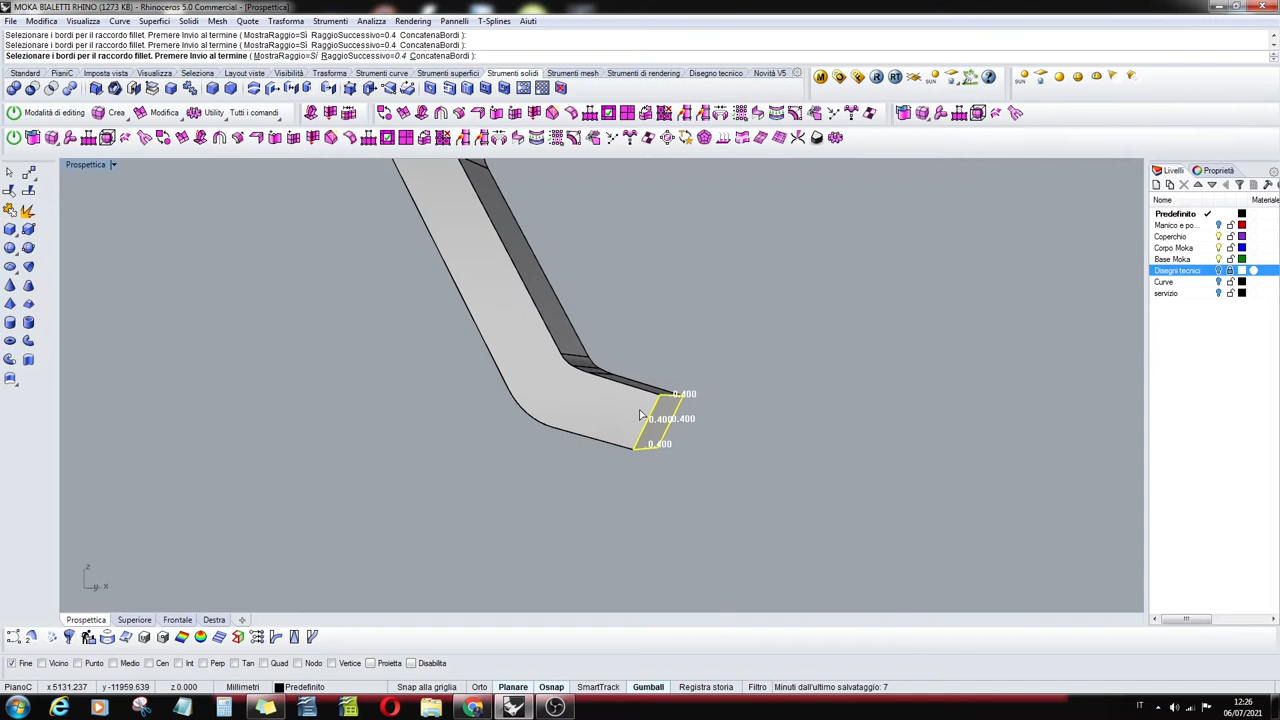 MOKA BIALETTI RHINO (1273 KB) - Rhinoceros 5.0 Commercial - [Prospettica]
File Modifica Visualizza Curve Superfici Solidi Mesh Quote Trasforma Strumenti Analizza Rendering Pannelli T-Splines Aiuti
Selezionare i bordi per il raccordo fillet. Premere Invio al termine ( MostraRaggio=Sì RaggioSuccessivo=0.4 ConcatenaBordi ):
Selezionare i bordi per il raccordo fillet. Premere Invio al termine ( MostraRaggio=Sì RaggioSuccessivo=0.4 ConcatenaBordi ):
Selezionare i bordi per il raccordo fillet. Premere Invio al termine ( MostraRaggio=Sì RaggioSuccessivo=0.4 ConcatenaBordi ):
Standard PianiC Imposta vista Visualizza Seleziona Layout viste Visibilità Trasforma Strumenti curve Strumenti superfici Strumenti solidi Strumenti mesh Strumenti di rendering Disegno tecnico Novità V5
Modalità di editing Crea Modifica Utility Tutti i comandi
Prospettica
Livelli Proprietà
Nome Materiale
Predefinito
Manico e po...
Coperchio
Corpo Moka
Base Moka
Disegni tecnici
Curve
servizio
0.400
0.400 0.400
0.400
z
y x
Prospettica Superiore Frontale Destra
Fine Vicino Punto Medio Cen Int Perp Tan Quad Nodo Vertice Proietta Disabilita
PianoC x 5131.237 y -11959.639 z 0.000 Millimetri Predefinito Snap alla griglia Orto Planare Osnap SmartTrack Gumball Registra storia Filtro Minuti dall'ultimo salvataggio: 7
IT 12:26
06/07/2021